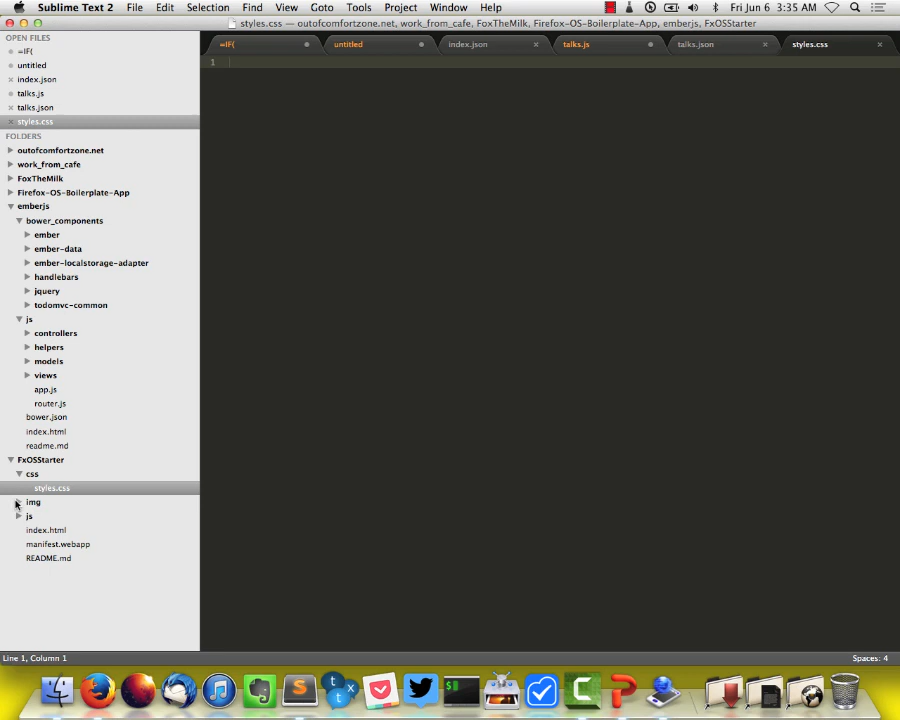 Sublime Text 2 File Edit Selection Find View Goto Tools Project Window Help Fri Jun 6 3:35 AM
styles.css — outofcomfortzone.net, work_from_cafe, FoxTheMilk, Firefox-OS-Boilerplate-App, emberjs, FxOSStarter
=IF( untitled index.json talks.js talks.json styles.css
OPEN FILES
=IF(
untitled
index.json
talks.js
talks.json
styles.css
FOLDERS
outofcomfortzone.net
work_from_cafe
FoxTheMilk
Firefox-OS-Boilerplate-App
emberjs
bower_components
ember
ember-data
ember-localstorage-adapter
handlebars
jquery
todomvc-common
js
controllers
helpers
models
views
app.js
router.js
bower.json
index.html
readme.md
FxOSStarter
css
styles.css
img
js
index.html
manifest.webapp
README.md
1
Line 1, Column 1 Spaces: 4